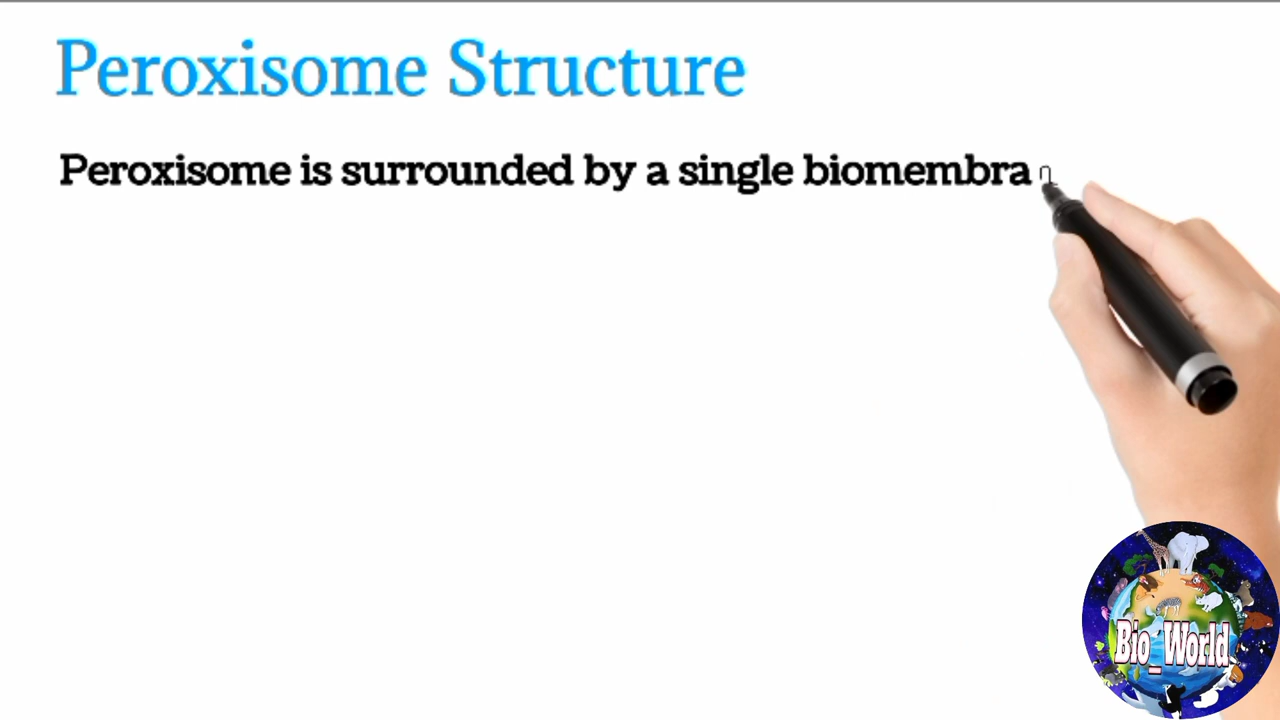 Peroxisome Structure
Peroxisome is surrounded by a single biomembra
Bio_World